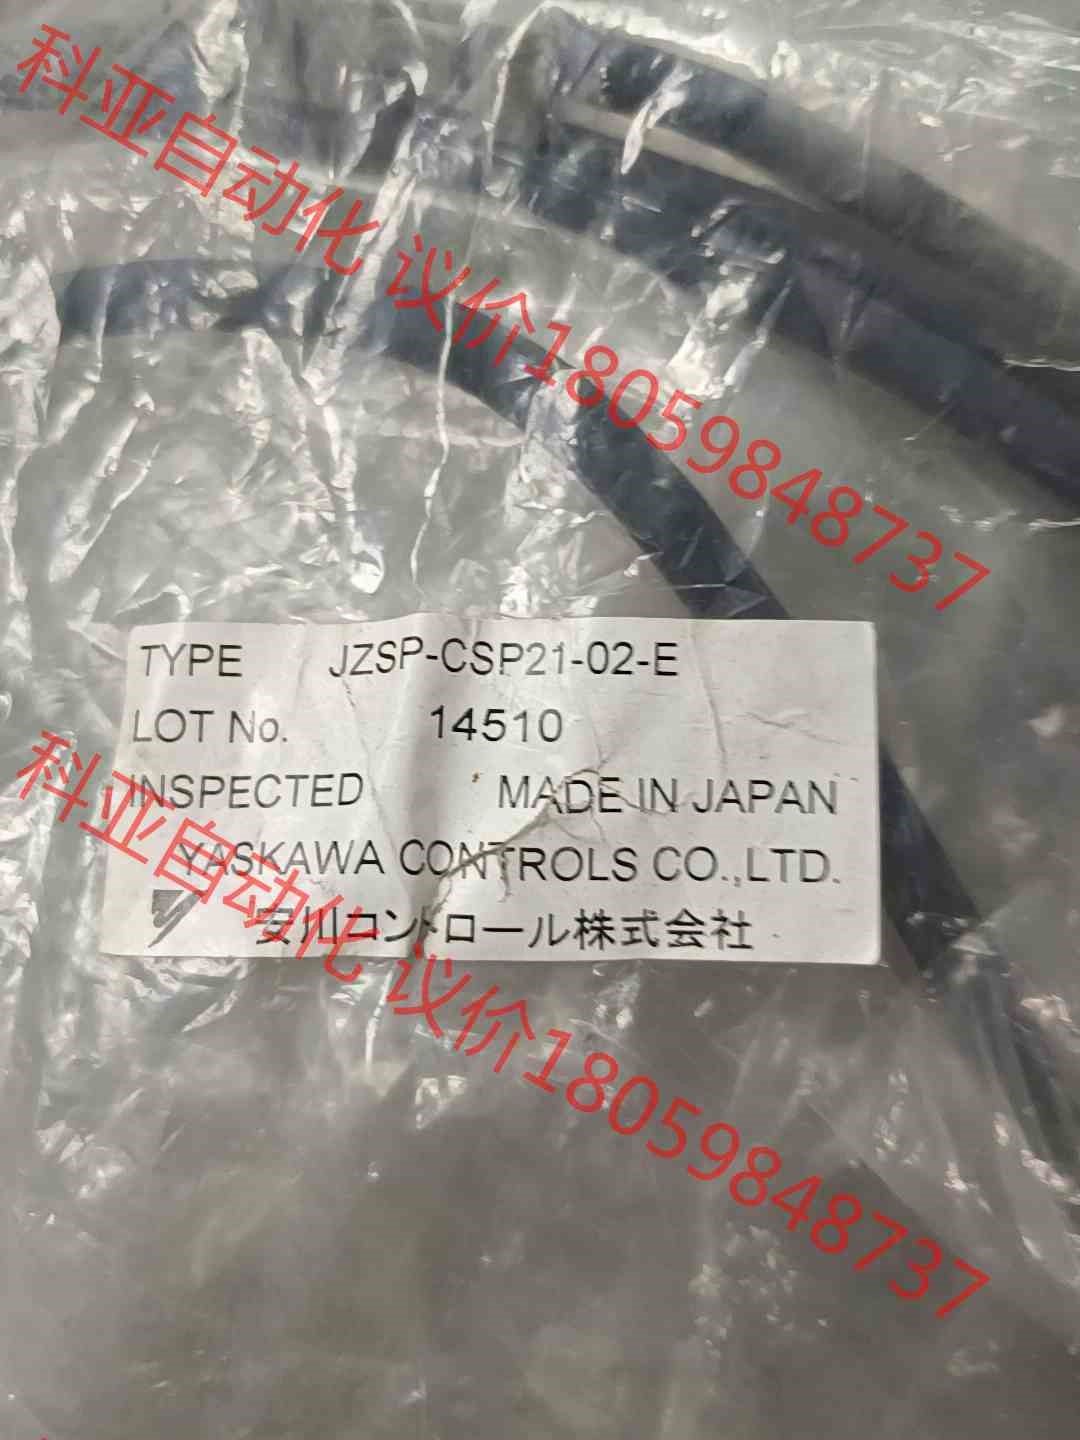 科亚自动化 议价18059848737
TYPE JZSP-CSP21-02-E
LOT No. 14510
INSPECTED MADE IN JAPAN
YASKAWA CONTROLS CO.,LTD.
安川コントロール株式会社
科亚自动化 议价18059848737